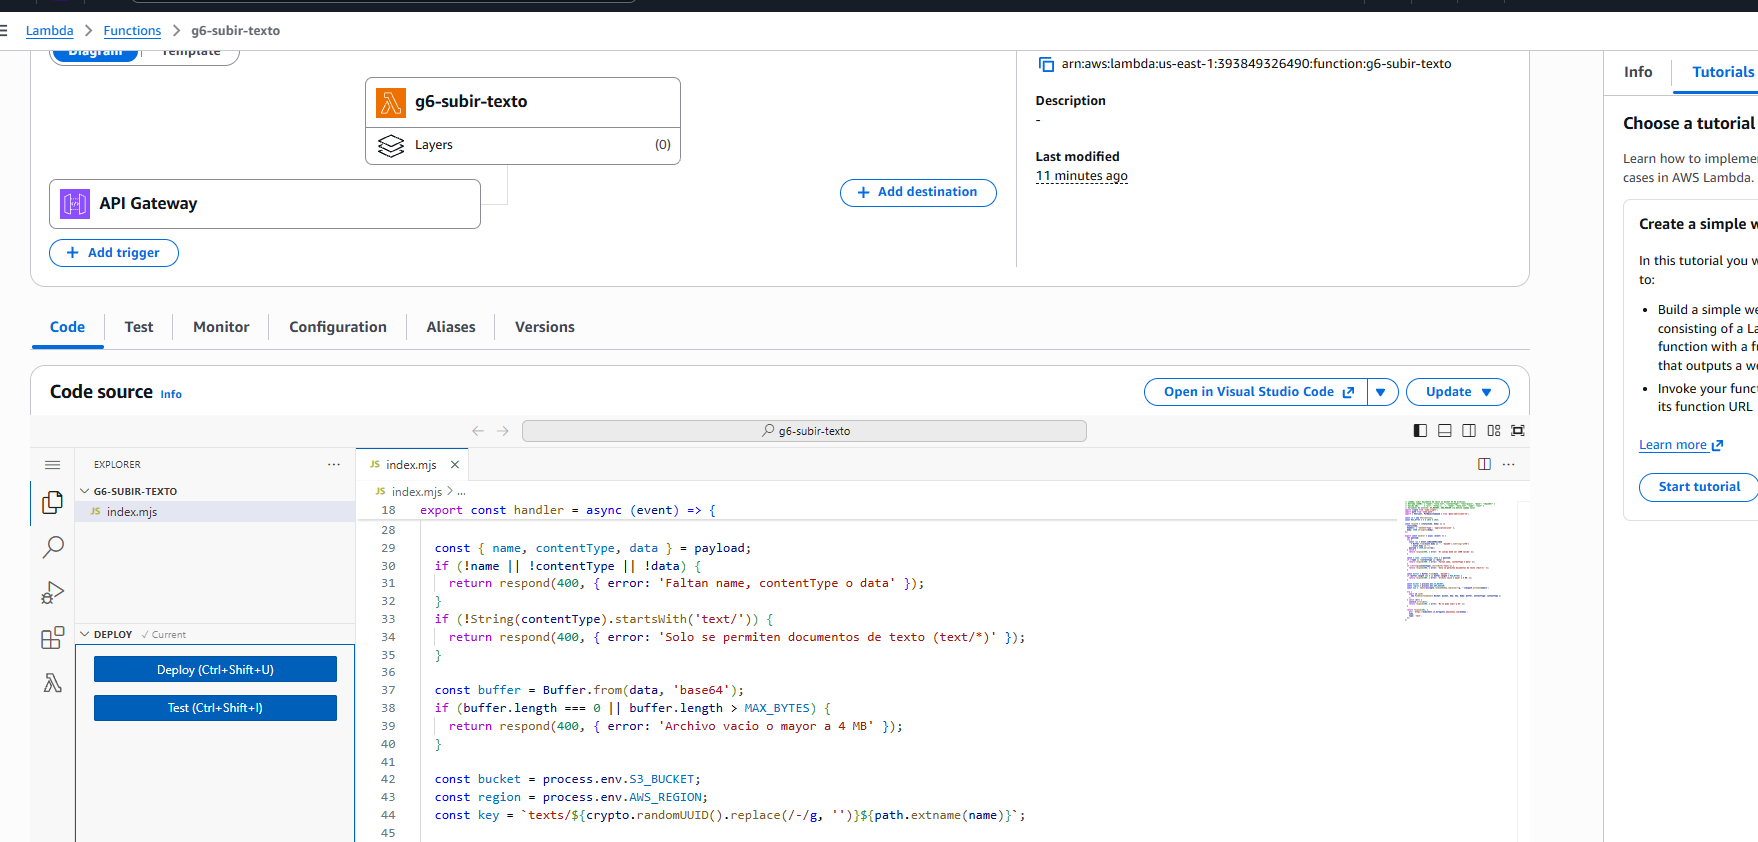 Lambda > Functions > g6-subir-texto
Diagram | Template
g6-subir-texto
Layers (0)
API Gateway
+ Add destination
+ Add trigger
arn:aws:lambda:us-east-1:393849326490:function:g6-subir-texto
Description
-
Last modified
11 minutes ago
Info | Tutorials
Choose a tutorial
Learn how to impleme
cases in AWS Lambda.
Create a simple w
In this tutorial you w
to:
• Build a simple we
consisting of a La
function with a fu
that outputs a we
• Invoke your funct
its function URL
Learn more
Start tutorial
Code | Test | Monitor | Configuration | Aliases | Versions
Code source Info
Open in Visual Studio Code
Update
g6-subir-texto
EXPLORER
G6-SUBIR-TEXTO
JS index.mjs
DEPLOY ✓ Current
Deploy (Ctrl+Shift+U)
Test (Ctrl+Shift+I)
JS index.mjs ×
JS index.mjs > ...
18 export const handler = async (event) => {
28
29 const { name, contentType, data } = payload;
30 if (!name || !contentType || !data) {
31 return respond(400, { error: 'Faltan name, contentType o data' });
32 }
33 if (!String(contentType).startsWith('text/')) {
34 return respond(400, { error: 'Solo se permiten documentos de texto (text/*)' });
35 }
36
37 const buffer = Buffer.from(data, 'base64');
38 if (buffer.length === 0 || buffer.length > MAX_BYTES) {
39 return respond(400, { error: 'Archivo vacio o mayor a 4 MB' });
40 }
41
42 const bucket = process.env.S3_BUCKET;
43 const region = process.env.AWS_REGION;
44 const key = `texts/${crypto.randomUUID().replace(/-/g, '')}${path.extname(name)}`;
45